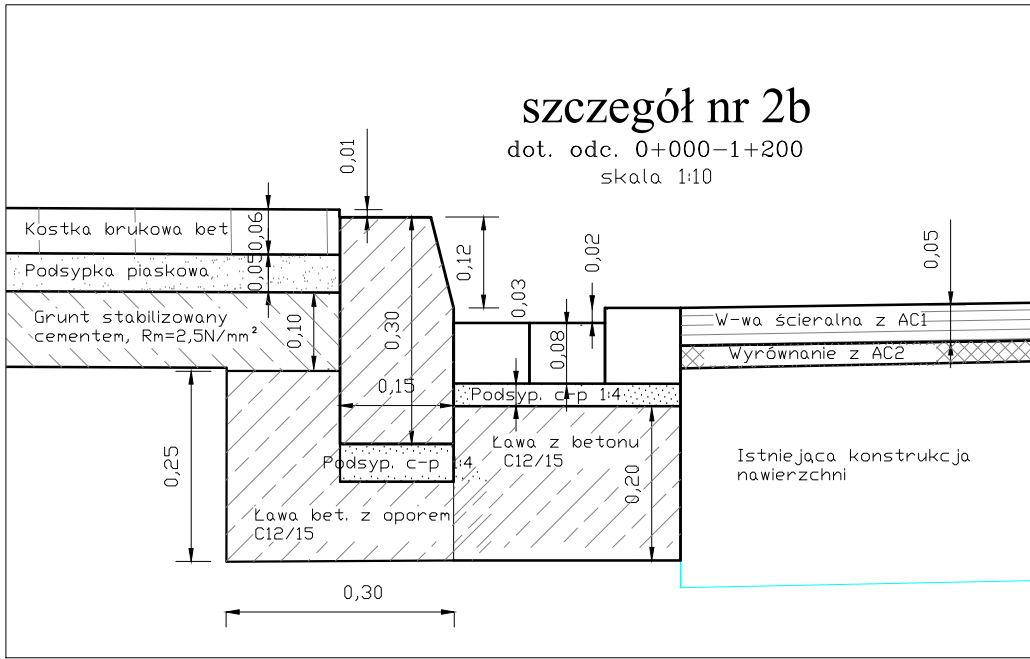 szczegół nr 2b
dot. odc. 0+000-1+200
skala 1:10
0,01
Kostka brukowa bet
0,06
Podsypka piaskowa
0,05
Grunt stabilizowany
cementem, Rm=2,5N/mm²
0,10
0,30
0,15
0,12
0,03
0,02
0,08
0,05
W-wa ścieralna z AC1
Wyrównanie z AC2
Podsyp. c-p 1:4
Ława z betonu
C12/15
0,20
Istniejąca konstrukcja
nawierzchni
0,25
Podsyp. c-p 1:4
Ława bet. z oporem
C12/15
0,30